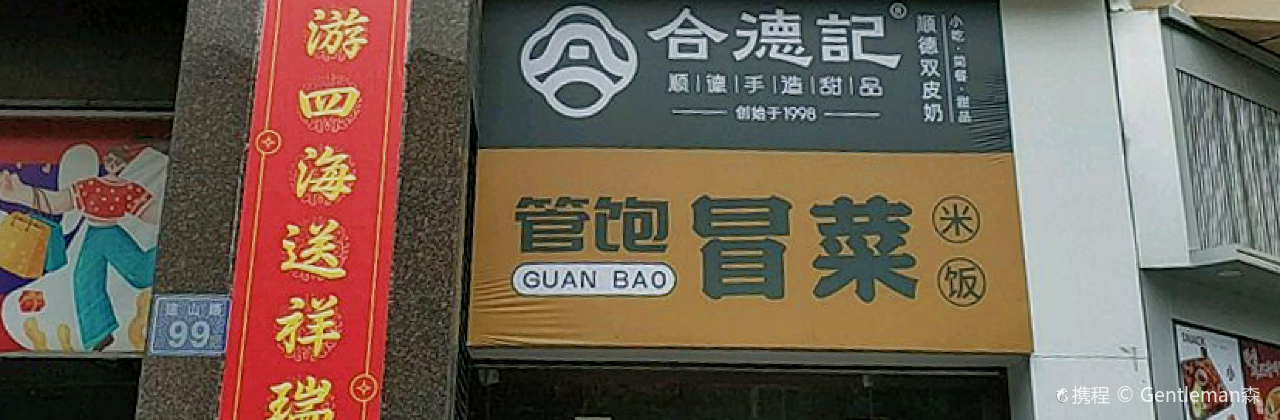 游四海送祥瑞
99
合德記®
顺德手造甜品
创始于1998
顺德双皮奶
小吃·简餐·甜品
管饱
GUAN BAO
冒菜
米饭
携程 © Gentleman森